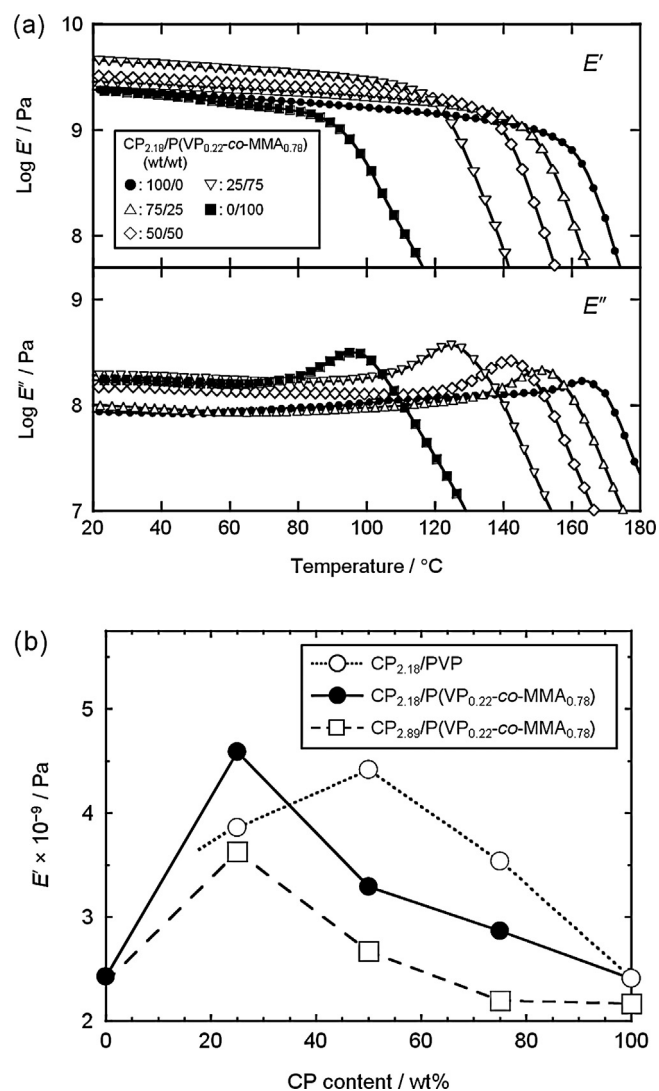 (a)
10
9
8
Log E′ / Pa
E′
CP2.18/P(VP0.22-co-MMA0.78)
(wt/wt)
●: 100/0 ▽: 25/75
△: 75/25 ■: 0/100
◇: 50/50
9
8
7
Log E″ / Pa
E″
20 40 60 80 100 120 140 160 180
Temperature / °C
(b)
CP2.18/PVP
CP2.18/P(VP0.22-co-MMA0.78)
CP2.89/P(VP0.22-co-MMA0.78)
5
4
3
2
E′ × 10⁻⁹ / Pa
0 20 40 60 80 100
CP content / wt%